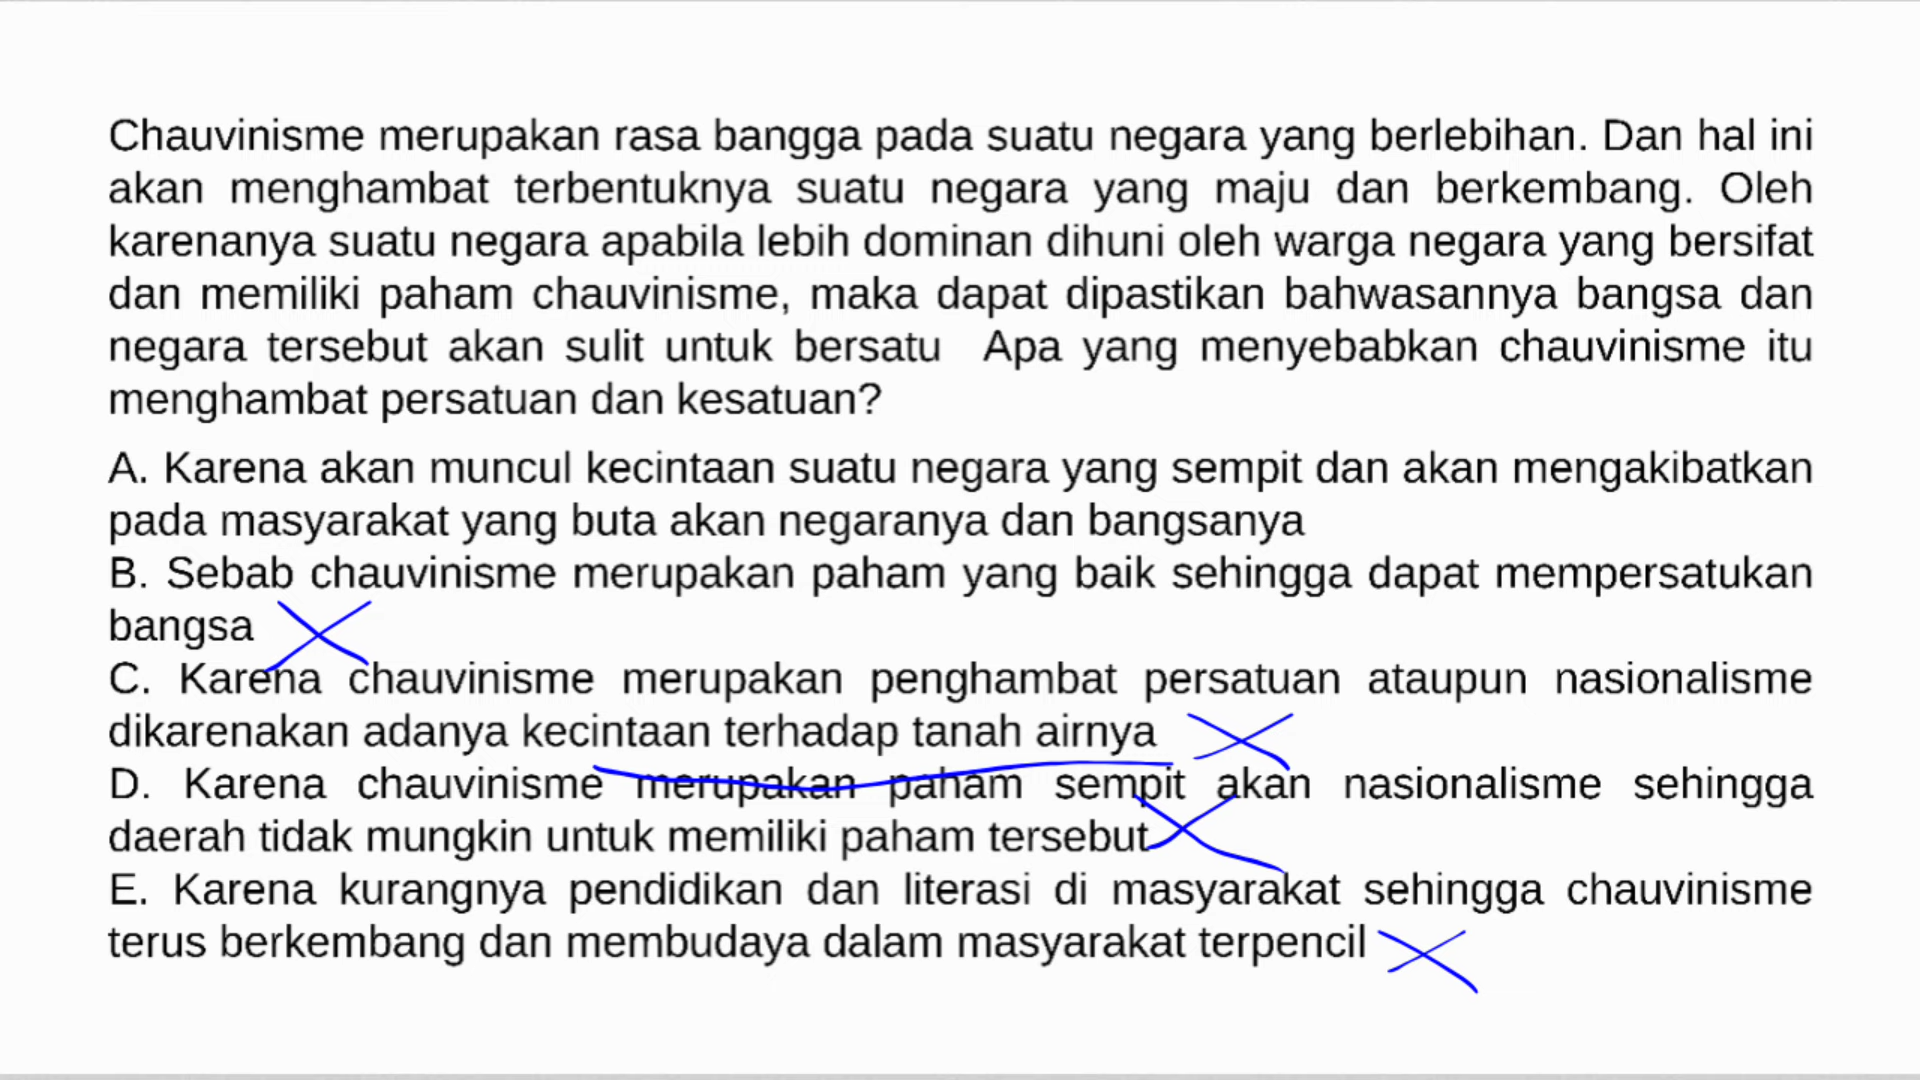 Chauvinisme merupakan rasa bangga pada suatu negara yang berlebihan. Dan hal ini
akan menghambat terbentuknya suatu negara yang maju dan berkembang. Oleh
karenanya suatu negara apabila lebih dominan dihuni oleh warga negara yang bersifat
dan memiliki paham chauvinisme, maka dapat dipastikan bahwasannya bangsa dan
negara tersebut akan sulit untuk bersatu Apa yang menyebabkan chauvinisme itu
menghambat persatuan dan kesatuan?
A. Karena akan muncul kecintaan suatu negara yang sempit dan akan mengakibatkan
pada masyarakat yang buta akan negaranya dan bangsanya
B. Sebab chauvinisme merupakan paham yang baik sehingga dapat mempersatukan
bangsa
C. Karena chauvinisme merupakan penghambat persatuan ataupun nasionalisme
dikarenakan adanya kecintaan terhadap tanah airnya
D. Karena chauvinisme merupakan paham sempit akan nasionalisme sehingga
daerah tidak mungkin untuk memiliki paham tersebut
E. Karena kurangnya pendidikan dan literasi di masyarakat sehingga chauvinisme
terus berkembang dan membudaya dalam masyarakat terpencil